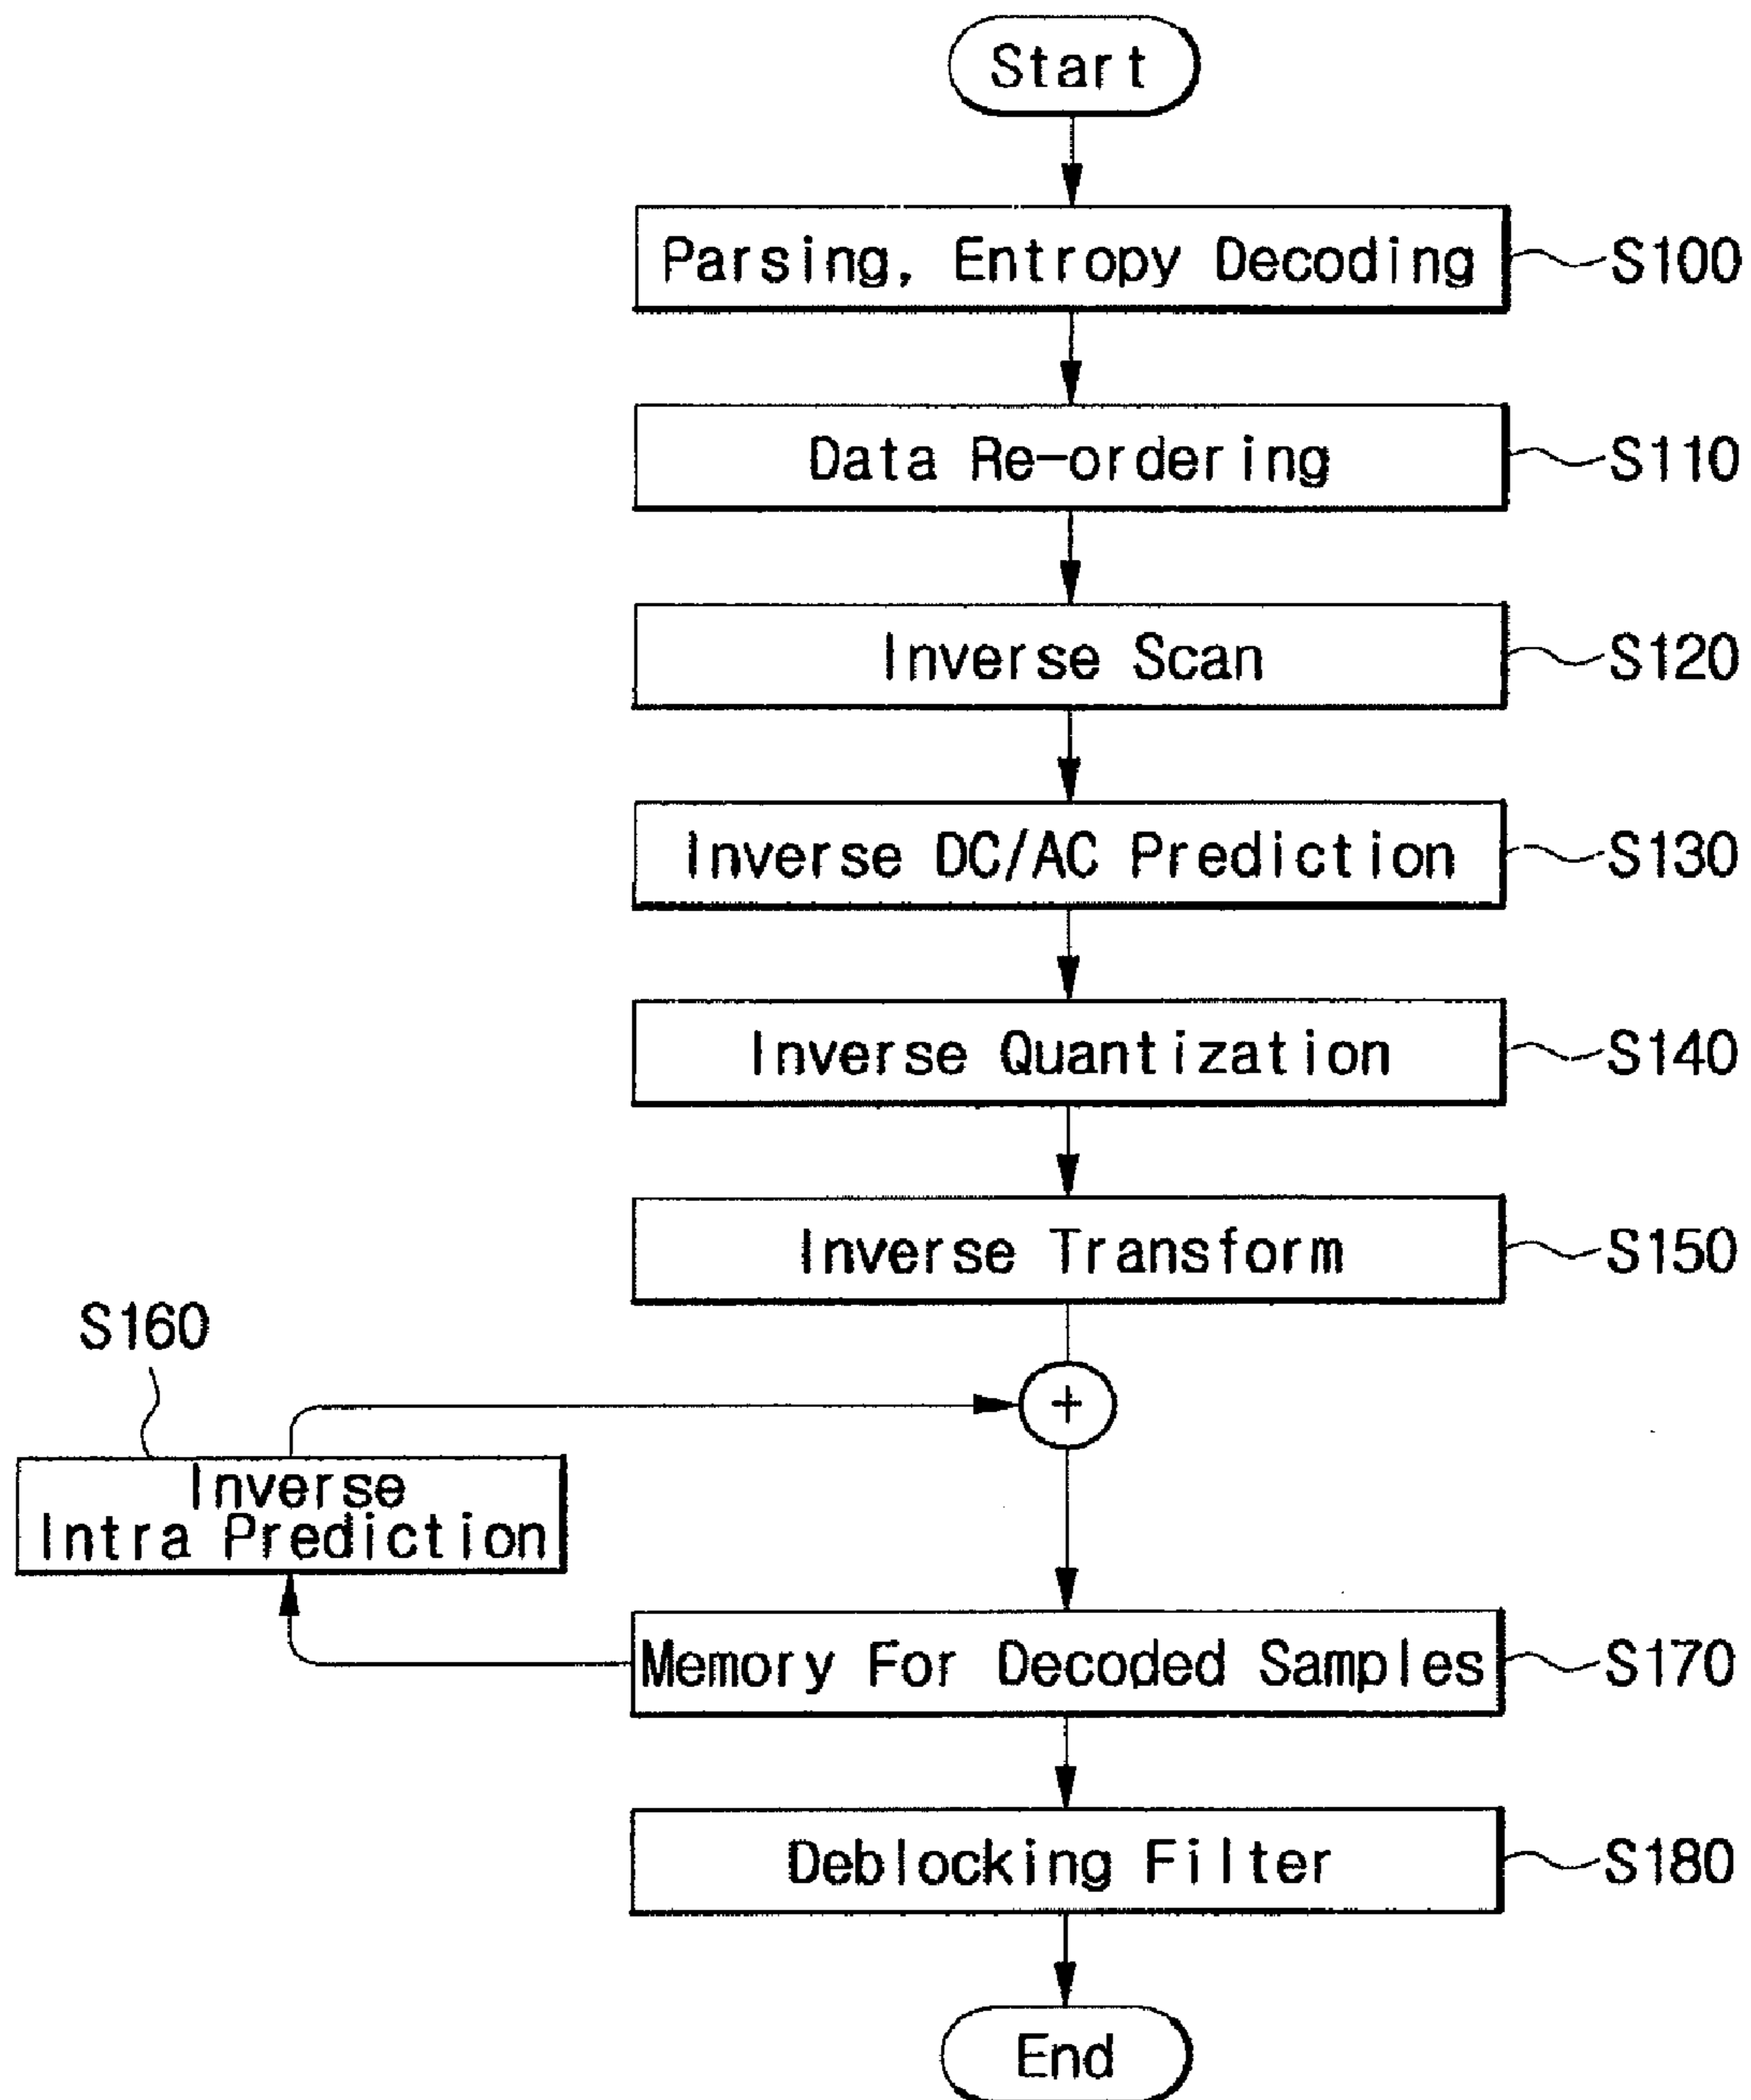 Start
Parsing, Entropy Decoding
S100
Data Re-ordering
S110
Inverse Scan
S120
Inverse DC/AC Prediction
S130
Inverse Quantization
S140
Inverse Transform
S150
S160
+
Inverse
Intra Prediction
Memory For Decoded Samples
S170
Deblocking Filter
S180
End